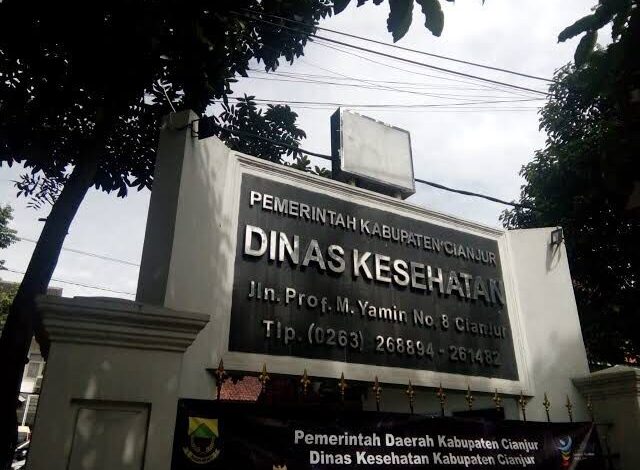 PEMERINTAH KABUPATEN CIANJUR
DINAS KESEHATAN
Jln. Prof. M. Yamin No. 8 Cianjur
Tlp. (0263) 268894 - 261482
Pemerintah Daerah Kabupaten Cianjur
Dinas Kesehatan Kabupaten Cianjur